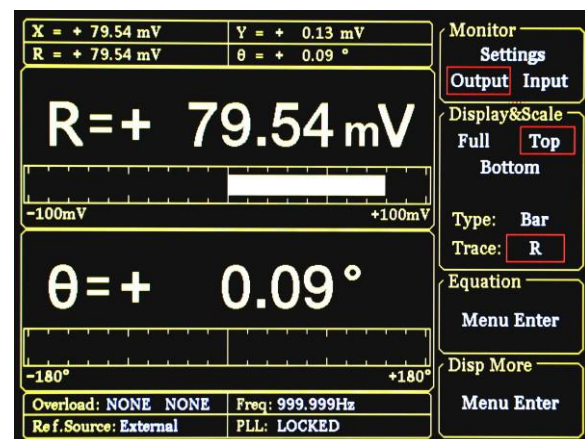 X = + 79.54 mV
Y = + 0.13 mV
R = + 79.54 mV
θ = + 0.09 °
R=+ 79.54 mV
-100mV
+100mV
θ=+ 0.09 °
-180°
+180°
Overload: NONE NONE
Freq: 999.999Hz
Ref.Source: External
PLL: LOCKED
Monitor
Settings
Output Input
Display&Scale
Full Top
Bottom
Type: Bar
Trace: R
Equation
Menu Enter
Disp More
Menu Enter